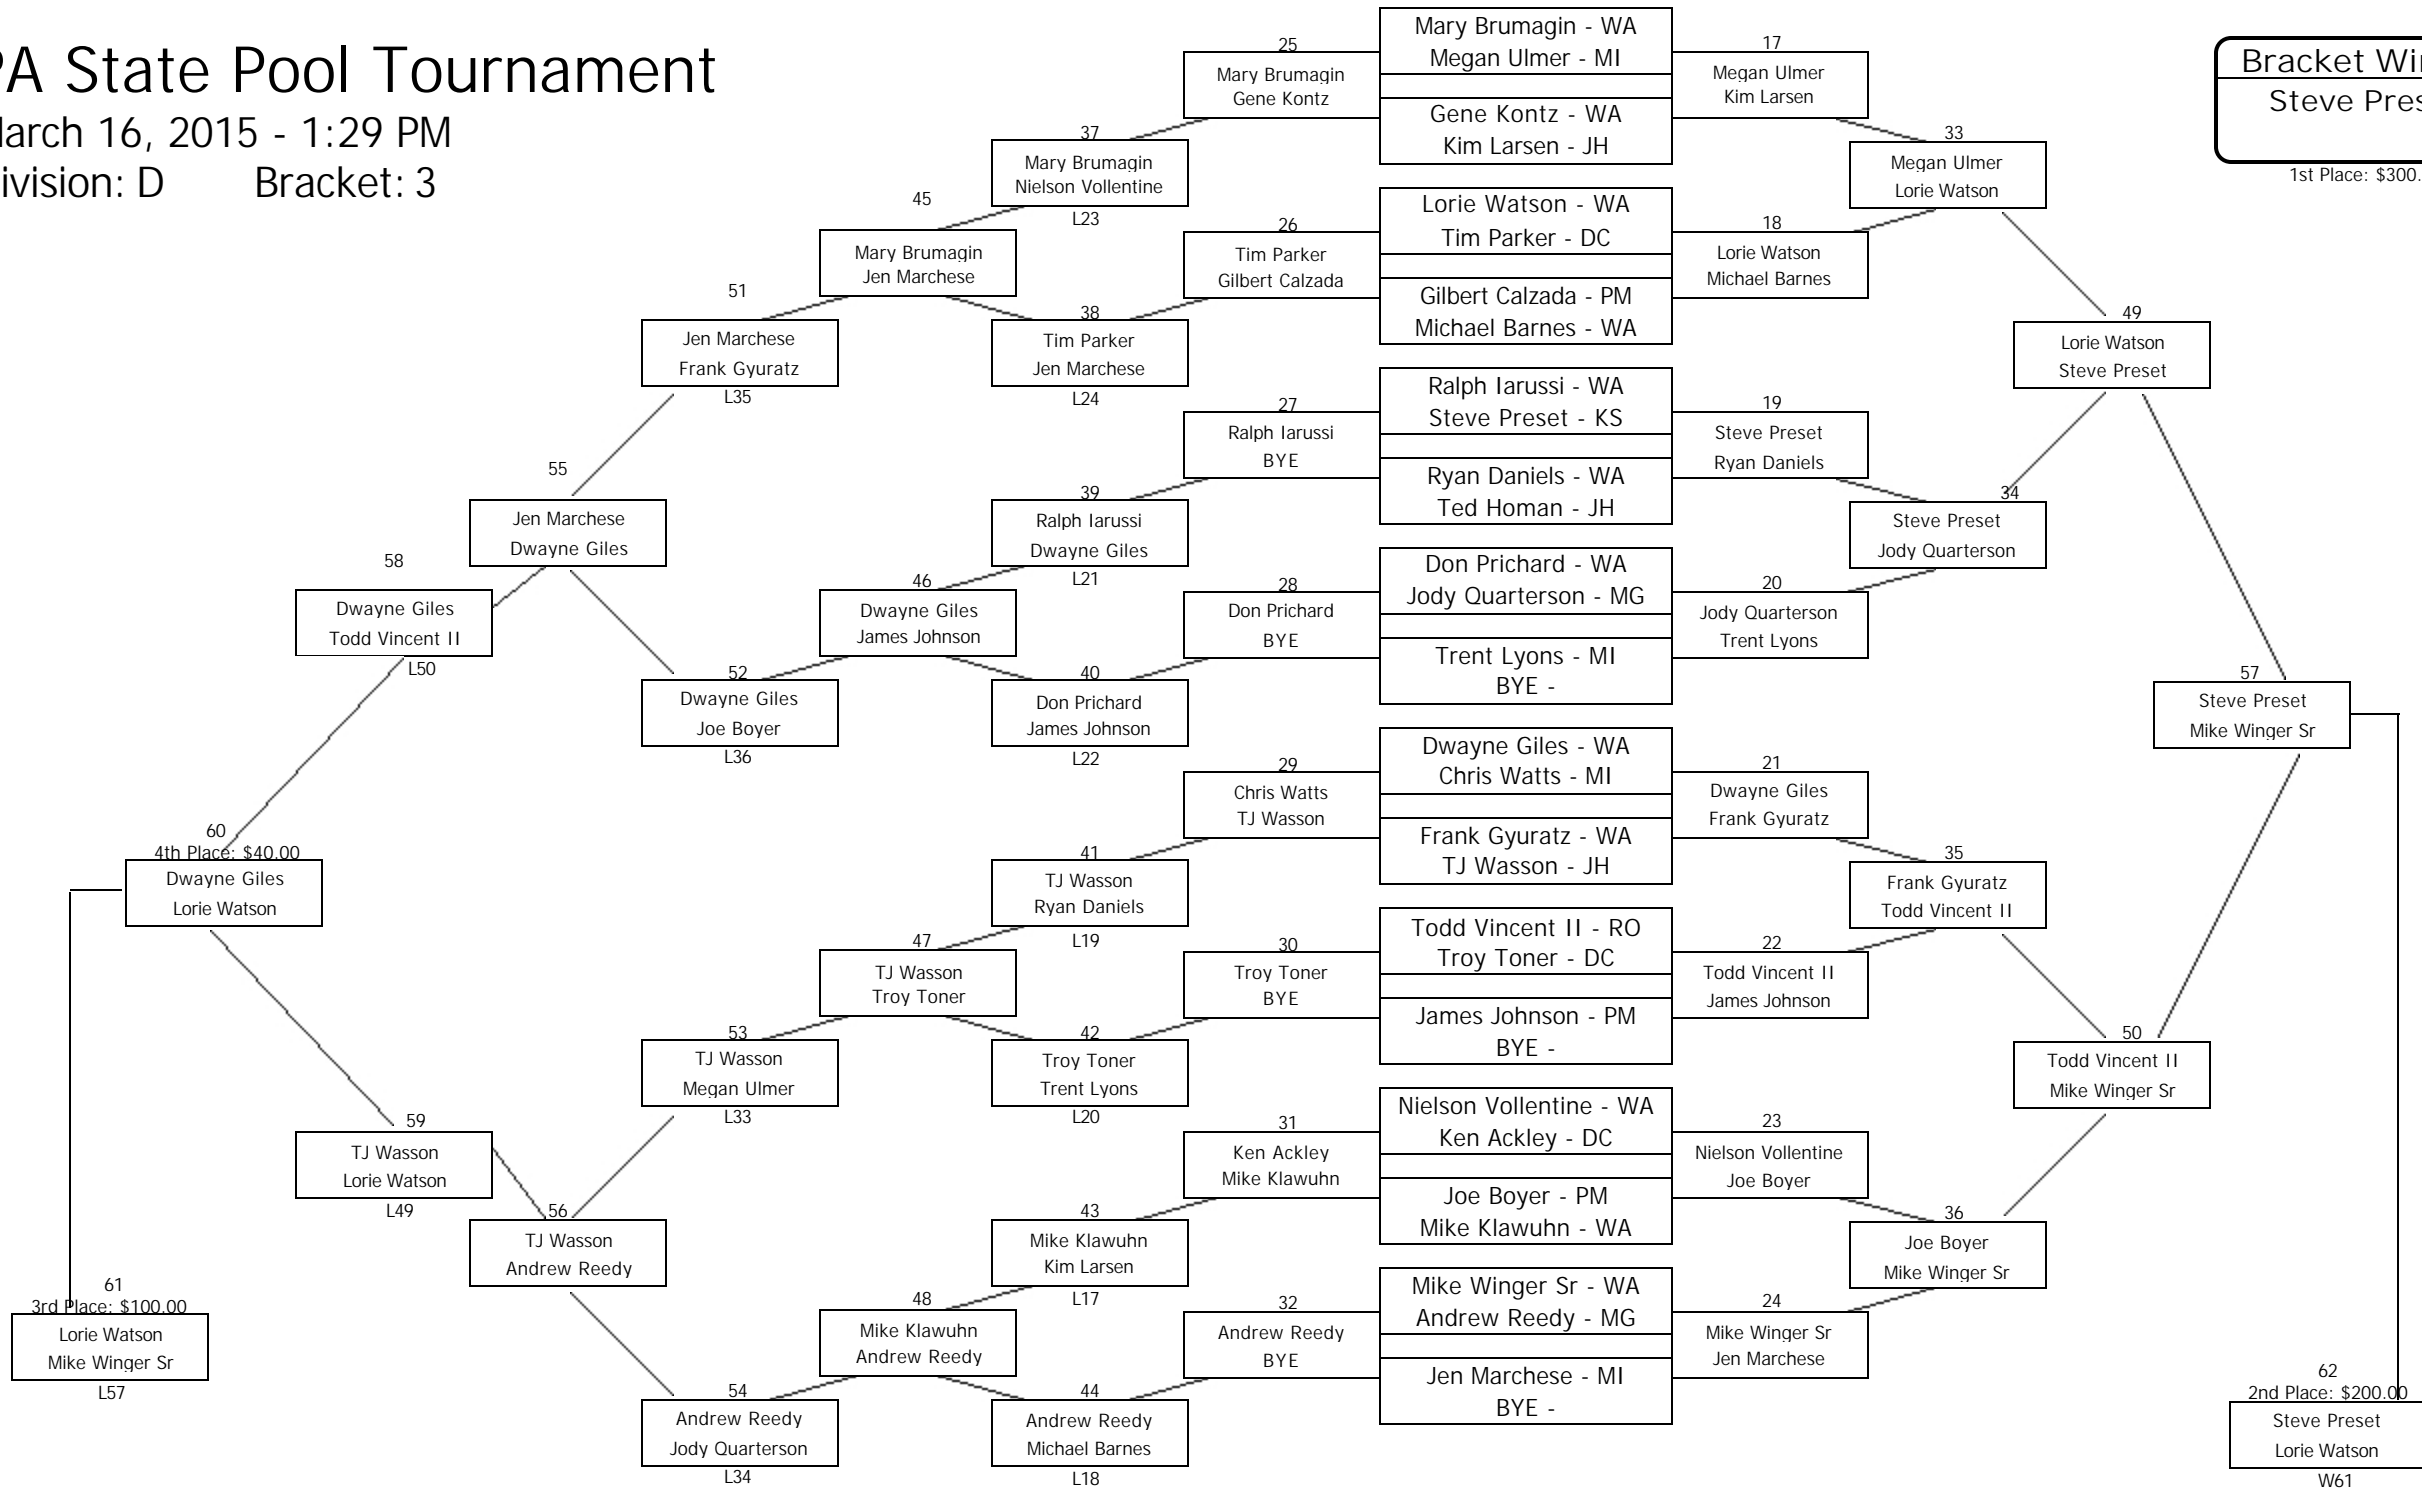 PA State Pool Tournament
March 16, 2015 - 1:29 PM
Division: D Bracket: 3
Steve Pres
1st Place: $300.
Mary Brumagin - WA
Megan Ulmer - MI
Gene Kontz - WA
Kim Larsen - JH
Lorie Watson - WA
Tim Parker - DC
Gilbert Calzada - PM
Michael Barnes - WA
Ralph Iarussi - WA
Steve Preset - KS
Ryan Daniels - WA
Ted Homan - JH
Don Prichard - WA
Jody Quarterson - MG
Trent Lyons - MI
BYE -
Dwayne Giles - WA
Chris Watts - MI
Frank Gyuratz - WA
TJ Wasson - JH
Todd Vincent II - RO
Troy Toner - DC
James Johnson - PM
BYE -
Nielson Vollentine - WA
Ken Ackley - DC
Joe Boyer - PM
Mike Klawuhn - WA
Mike Winger Sr - WA
Andrew Reedy - MG
Jen Marchese - MI
BYE -
17
Megan Ulmer
Kim Larsen
18
Lorie Watson
Michael Barnes
19
Steve Preset
Ryan Daniels
20
Jody Quarterson
Trent Lyons
21
Dwayne Giles
Frank Gyuratz
22
Todd Vincent II
James Johnson
23
Nielson Vollentine
Joe Boyer
24
Mike Winger Sr
Jen Marchese
25
Mary Brumagin
Gene Kontz
26
Tim Parker
Gilbert Calzada
27
Ralph Iarussi
BYE
28
Don Prichard
BYE
29
Chris Watts
TJ Wasson
30
Troy Toner
BYE
31
Ken Ackley
Mike Klawuhn
32
Andrew Reedy
BYE
33
Megan Ulmer
Lorie Watson
34
Steve Preset
Jody Quarterson
35
Frank Gyuratz
Todd Vincent II
36
Joe Boyer
Mike Winger Sr
37
Mary Brumagin
Nielson Vollentine
L23
38
Tim Parker
Jen Marchese
L24
39
Ralph Iarussi
Dwayne Giles
L21
40
Don Prichard
James Johnson
L22
41
TJ Wasson
Ryan Daniels
L19
42
Troy Toner
Trent Lyons
L20
43
Mike Klawuhn
Kim Larsen
L17
44
Andrew Reedy
Michael Barnes
L18
45
Mary Brumagin
Jen Marchese
46
Dwayne Giles
James Johnson
47
TJ Wasson
Troy Toner
48
Mike Klawuhn
Andrew Reedy
49
Lorie Watson
Steve Preset
50
Todd Vincent II
Mike Winger Sr
51
Jen Marchese
Frank Gyuratz
L35
52
Dwayne Giles
Joe Boyer
L36
53
TJ Wasson
Megan Ulmer
L33
54
Andrew Reedy
Jody Quarterson
L34
55
Jen Marchese
Dwayne Giles
56
TJ Wasson
Andrew Reedy
57
Steve Preset
Mike Winger Sr
58
Dwayne Giles
Todd Vincent II
L50
59
TJ Wasson
Lorie Watson
L49
60
4th Place: $40.00
Dwayne Giles
Lorie Watson
61
3rd Place: $100.00
Lorie Watson
Mike Winger Sr
L57
62
2nd Place: $200.00
Steve Preset
Lorie Watson
W61